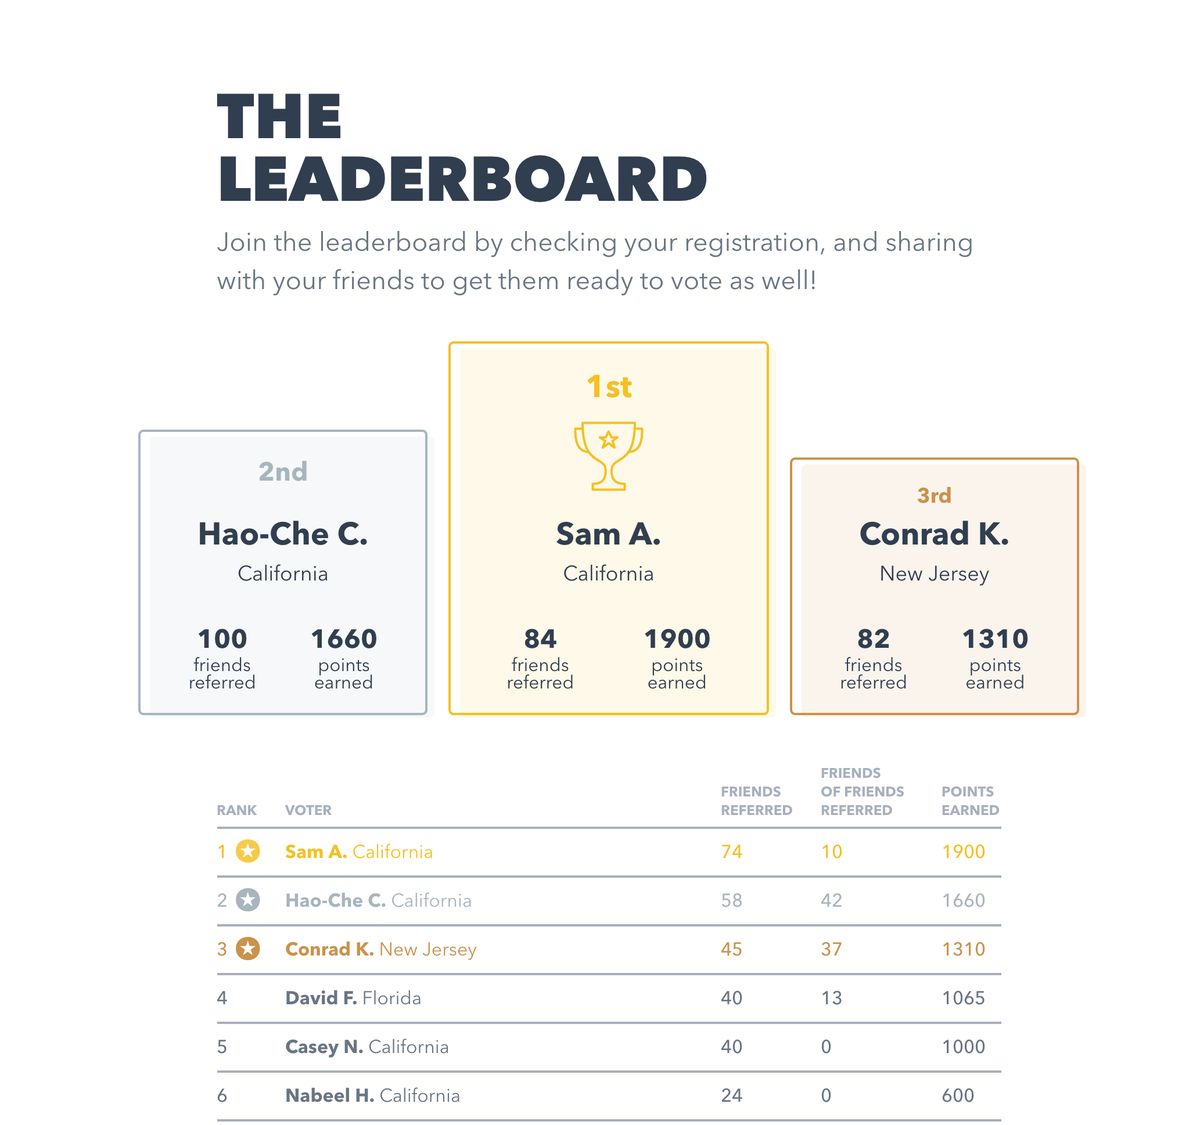 THE
LEADERBOARD
Join the leaderboard by checking your registration, and sharing
with your friends to get them ready to vote as well!
2nd
Hao-Che C.
California
100 1660
friends points
referred earned
1st
Sam A.
California
84 1900
friends points
referred earned
3rd
Conrad K.
New Jersey
82 1310
friends points
referred earned
RANK VOTER FRIENDS REFERRED FRIENDS OF FRIENDS REFERRED POINTS EARNED
1 Sam A. California 74 10 1900
2 Hao-Che C. California 58 42 1660
3 Conrad K. New Jersey 45 37 1310
4 David F. Florida 40 13 1065
5 Casey N. California 40 0 1000
6 Nabeel H. California 24 0 600